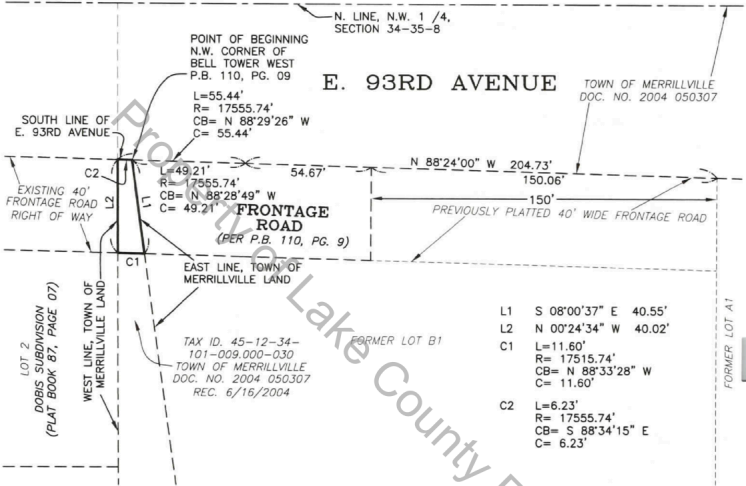 N. LINE, N.W. 1 /4,
SECTION 34-35-8
POINT OF BEGINNING
N.W. CORNER OF
BELL TOWER WEST
P.B. 110, PG. 09
E. 93RD AVENUE
TOWN OF MERRILLVILLE
DOC. NO. 2004 050307
L=55.44'
R= 17555.74'
CB= N 88°29'26" W
C= 55.44'
SOUTH LINE OF
E. 93RD AVENUE
C2
L=49.21'
R= 17555.74'
CB= N 88°28'49" W
C= 49.21'
54.67'
N 88°24'00" W 204.73'
150.06'
150'
EXISTING 40'
FRONTAGE ROAD
RIGHT OF WAY
L2
L1
FRONTAGE
ROAD
(PER P.B. 110, PG. 9)
PREVIOUSLY PLATTED 40' WIDE FRONTAGE ROAD
C1
EAST LINE, TOWN OF
MERRILLVILLE LAND
WEST LINE, TOWN OF
MERRILLVILLE LAND
LOT 2
DOBIS SUBDIVISION
(PLAT BOOK 87, PAGE 07)
TAX ID. 45-12-34-
101-009.000-030
TOWN OF MERRILLVILLE
DOC. NO. 2004 050307
REC. 6/16/2004
FORMER LOT B1
FORMER LOT A1
L1 S 08°00'37" E 40.55'
L2 N 00°24'34" W 40.02'
C1 L=11.60'
R= 17515.74'
CB= N 88°33'28" W
C= 11.60'
C2 L=6.23'
R= 17555.74'
CB= S 88°34'15" E
C= 6.23'
Property of Lake County